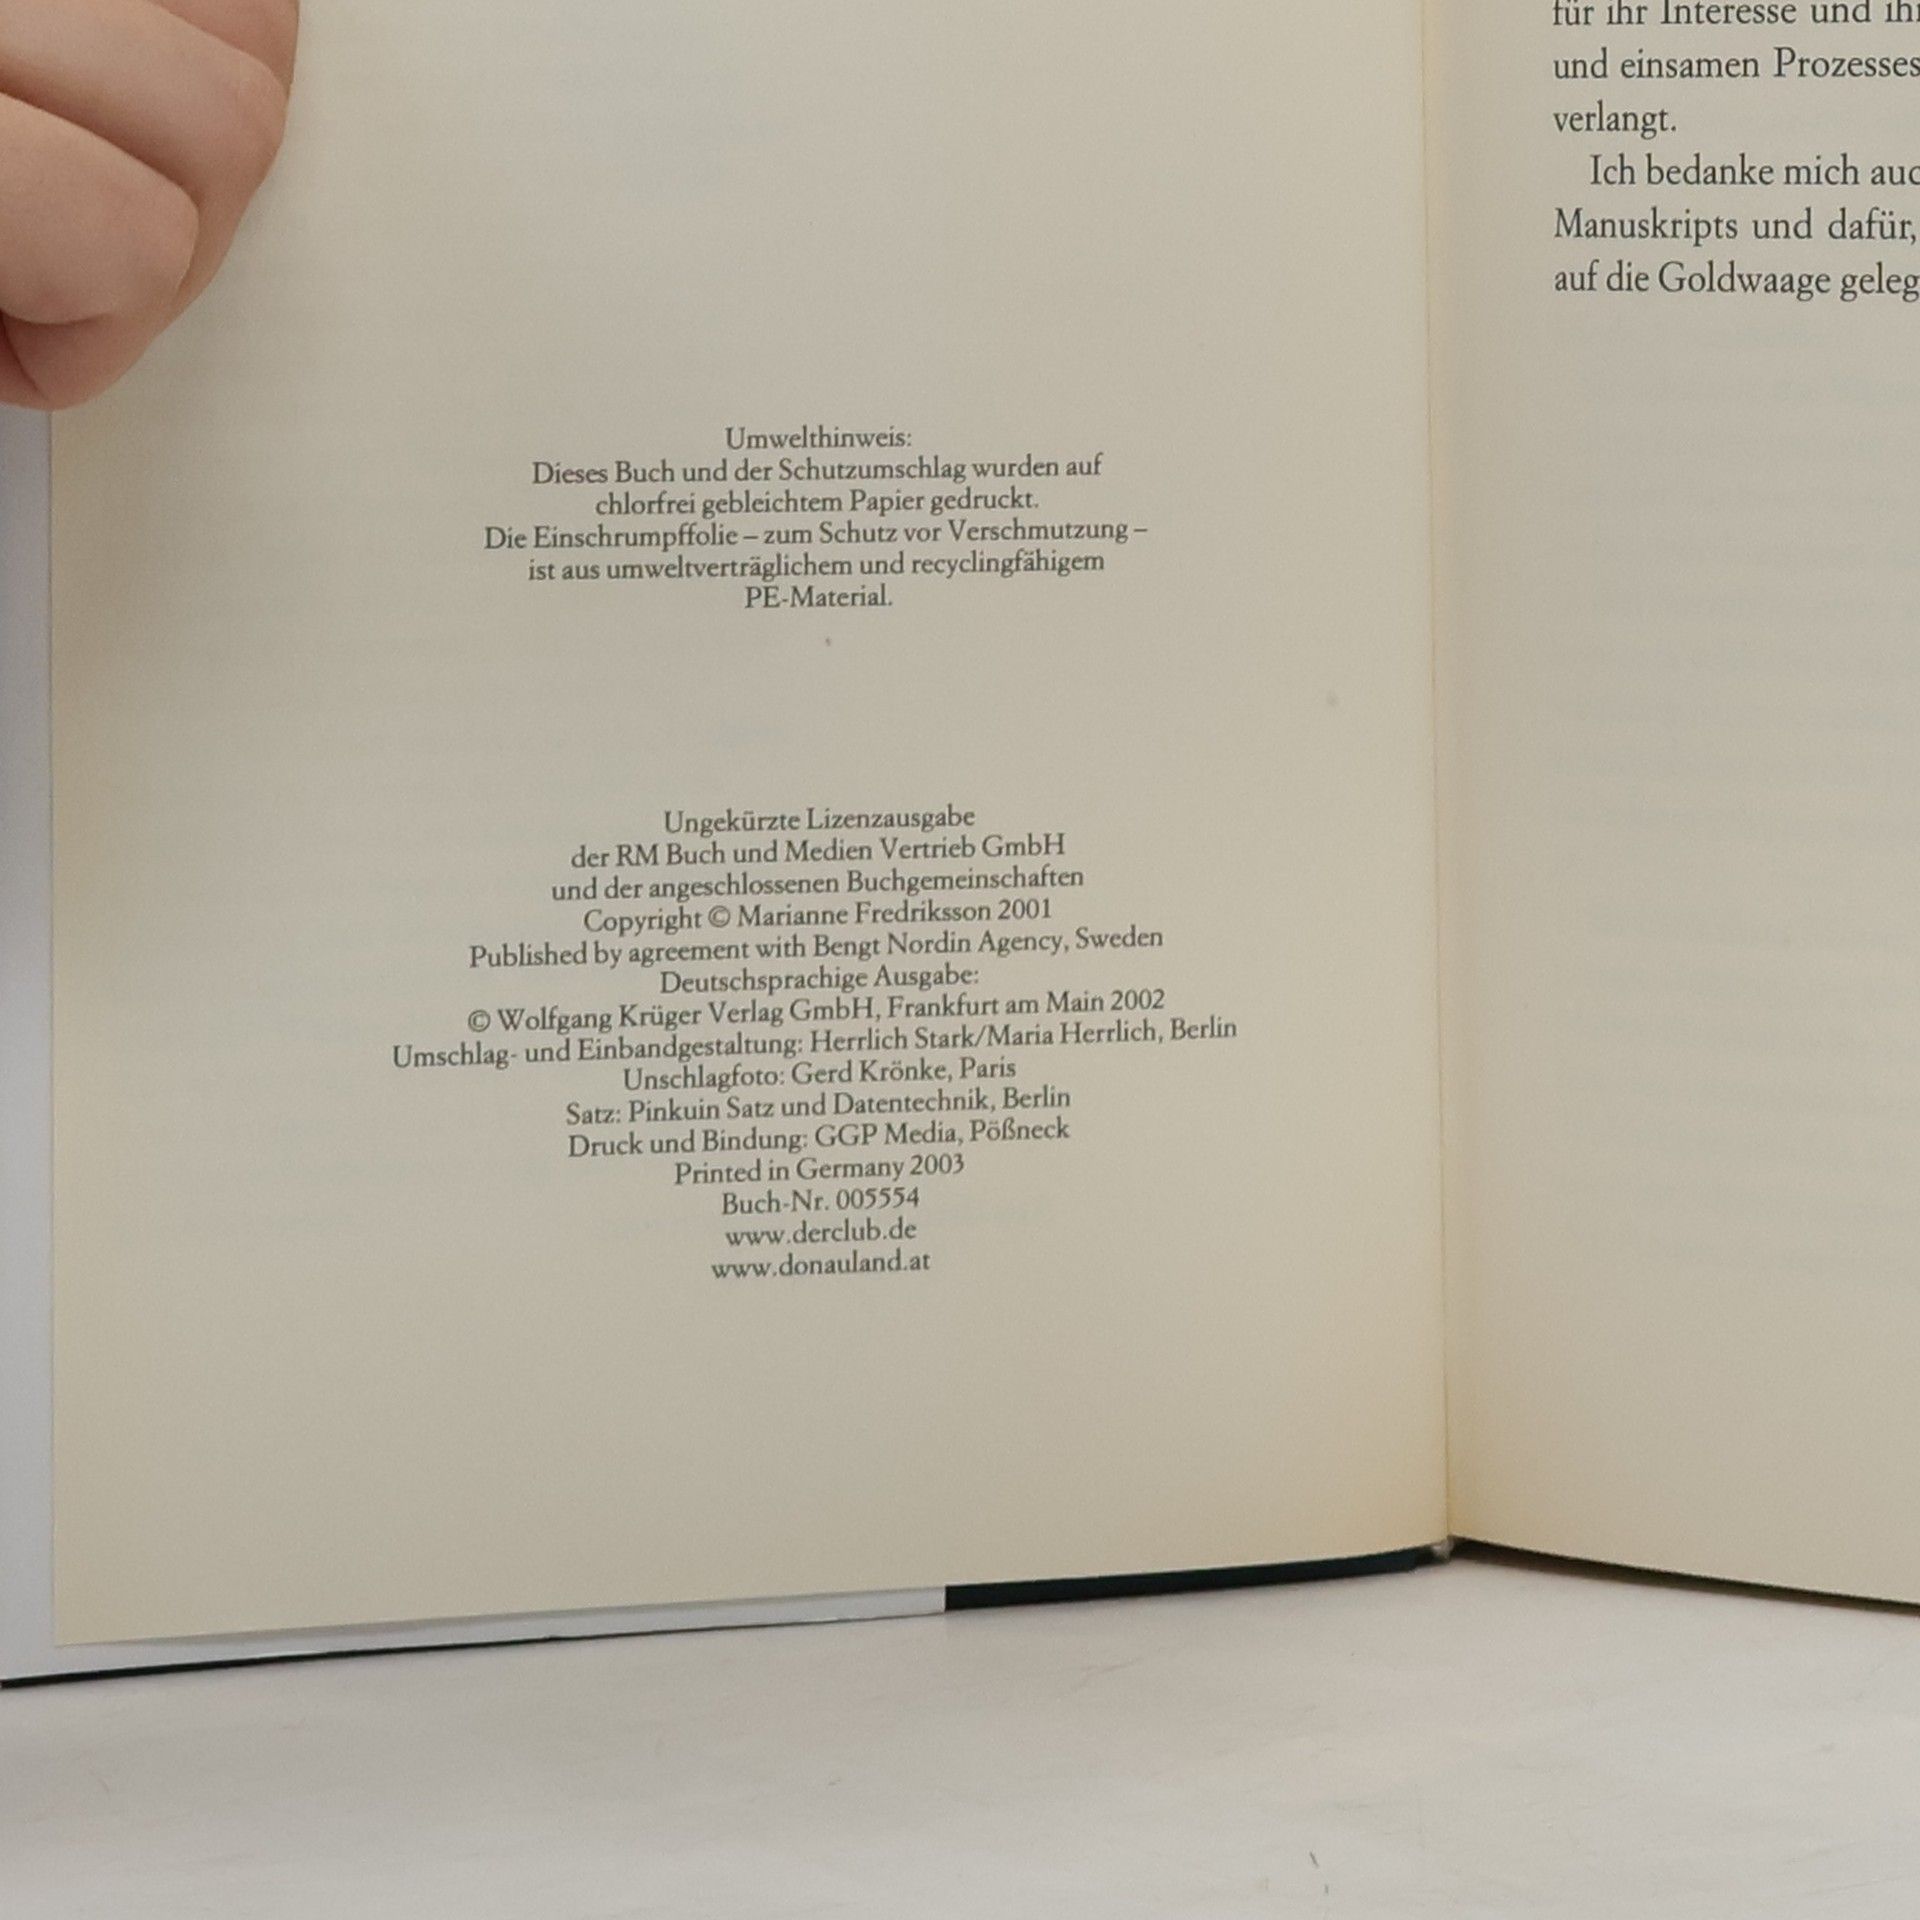 Umwelthinweis:
Dieses Buch und der Schutzumschlag wurden auf
chlorfrei gebleichtem Papier gedruckt.
Die Einschrumpffolie – zum Schutz vor Verschmutzung –
ist aus umweltverträglichem und recyclingfähigem
PE-Material.
Ungekürzte Lizenzausgabe
der RM Buch und Medien Vertrieb GmbH
und der angeschlossenen Buchgemeinschaften
Copyright © Marianne Fredriksson 2001
Published by agreement with Bengt Nordin Agency, Sweden
Deutschsprachige Ausgabe:
© Wolfgang Krüger Verlag GmbH, Frankfurt am Main 2002
Umschlag- und Einbandgestaltung: Herrlich Stark/Maria Herrlich, Berlin
Unschlagfoto: Gerd Krönke, Paris
Satz: Pinkuin Satz und Datentechnik, Berlin
Druck und Bindung: GGP Media, Pößneck
Printed in Germany 2003
Buch-Nr. 005554
www.derclub.de
www.donauland.at
für ihr Interesse und
und einsamen Prozesses
verlangt.
Ich bedanke mich
Manuskripts und dafür,
auf die Goldwaage